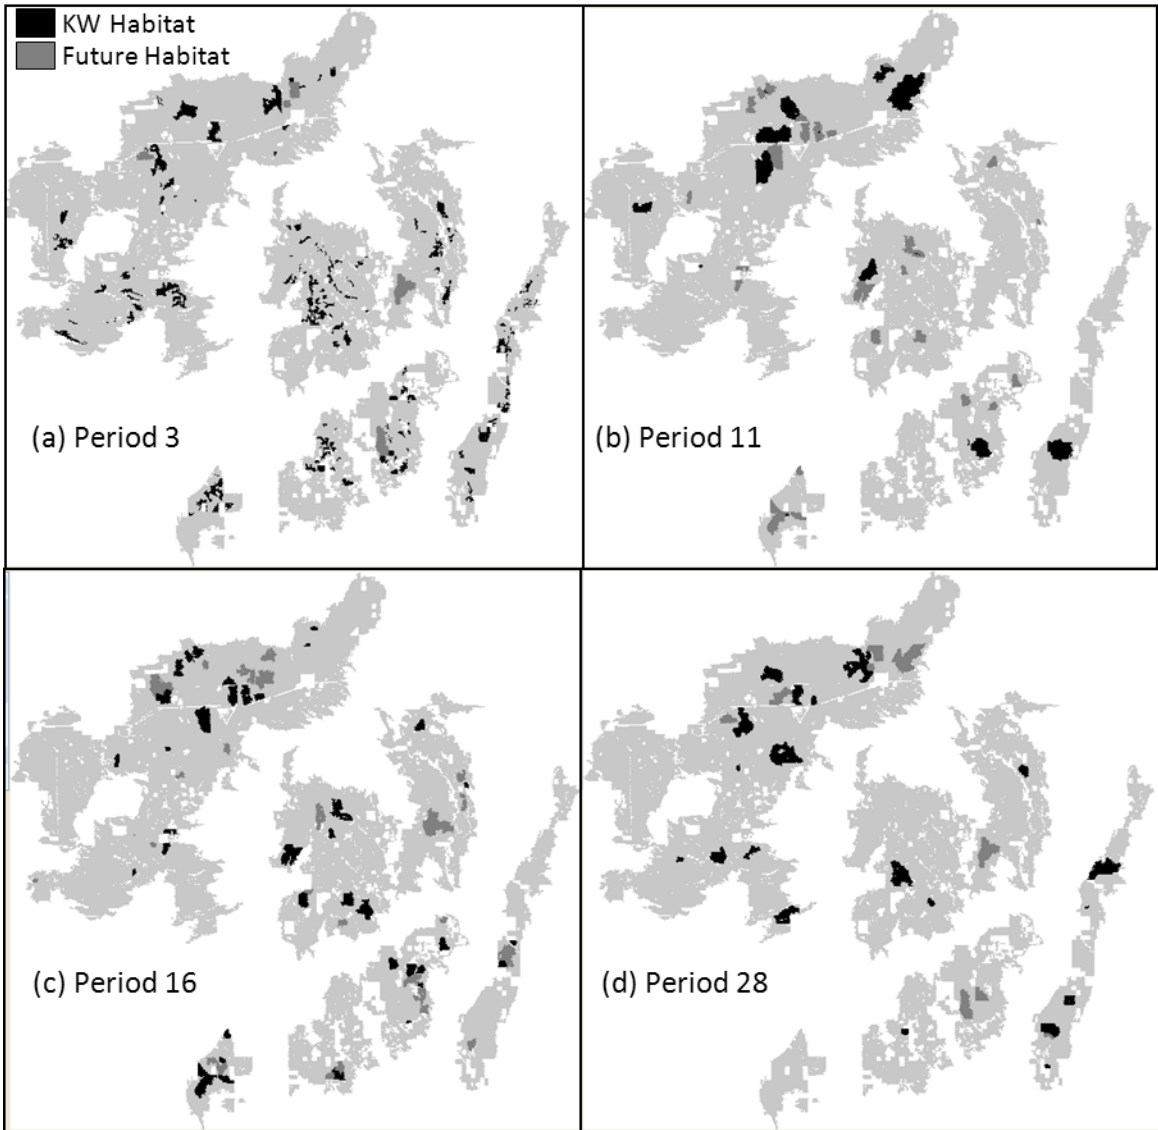 KW Habitat
Future Habitat
(a) Period 3
(b) Period 11
(c) Period 16
(d) Period 28